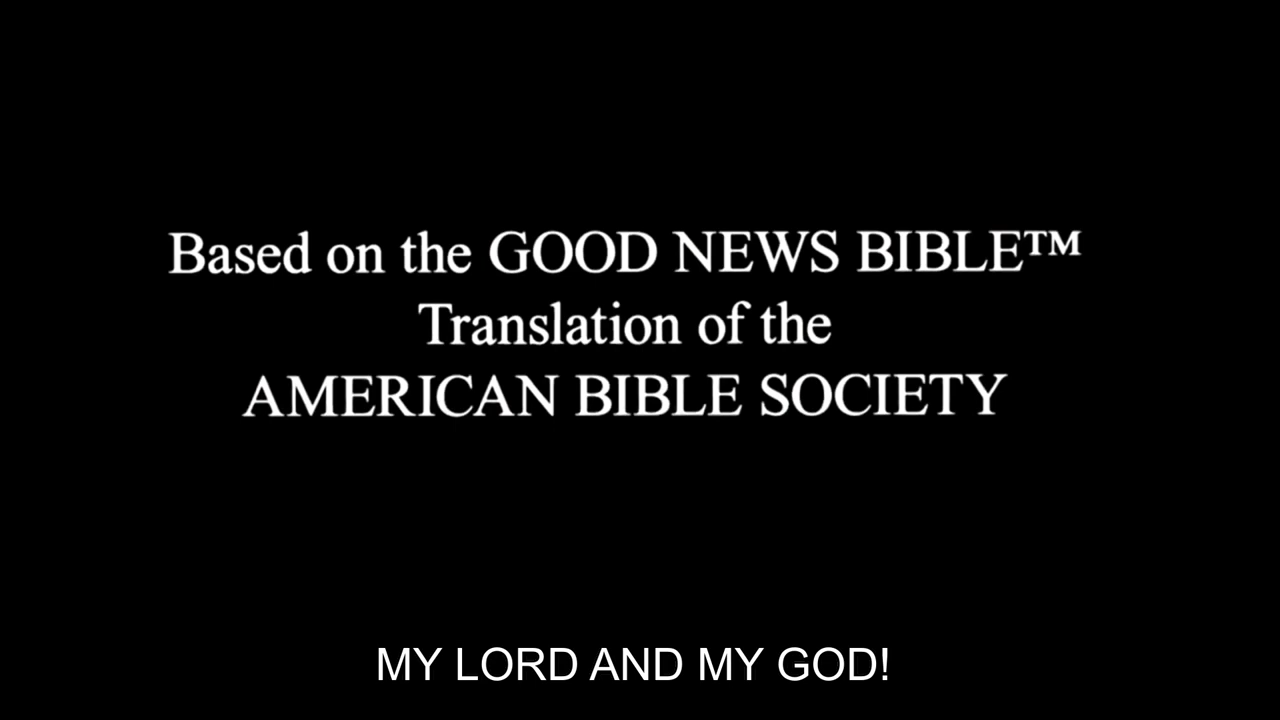 Based on the GOOD NEWS BIBLE™
Translation of the
AMERICAN BIBLE SOCIETY
MY LORD AND MY GOD!